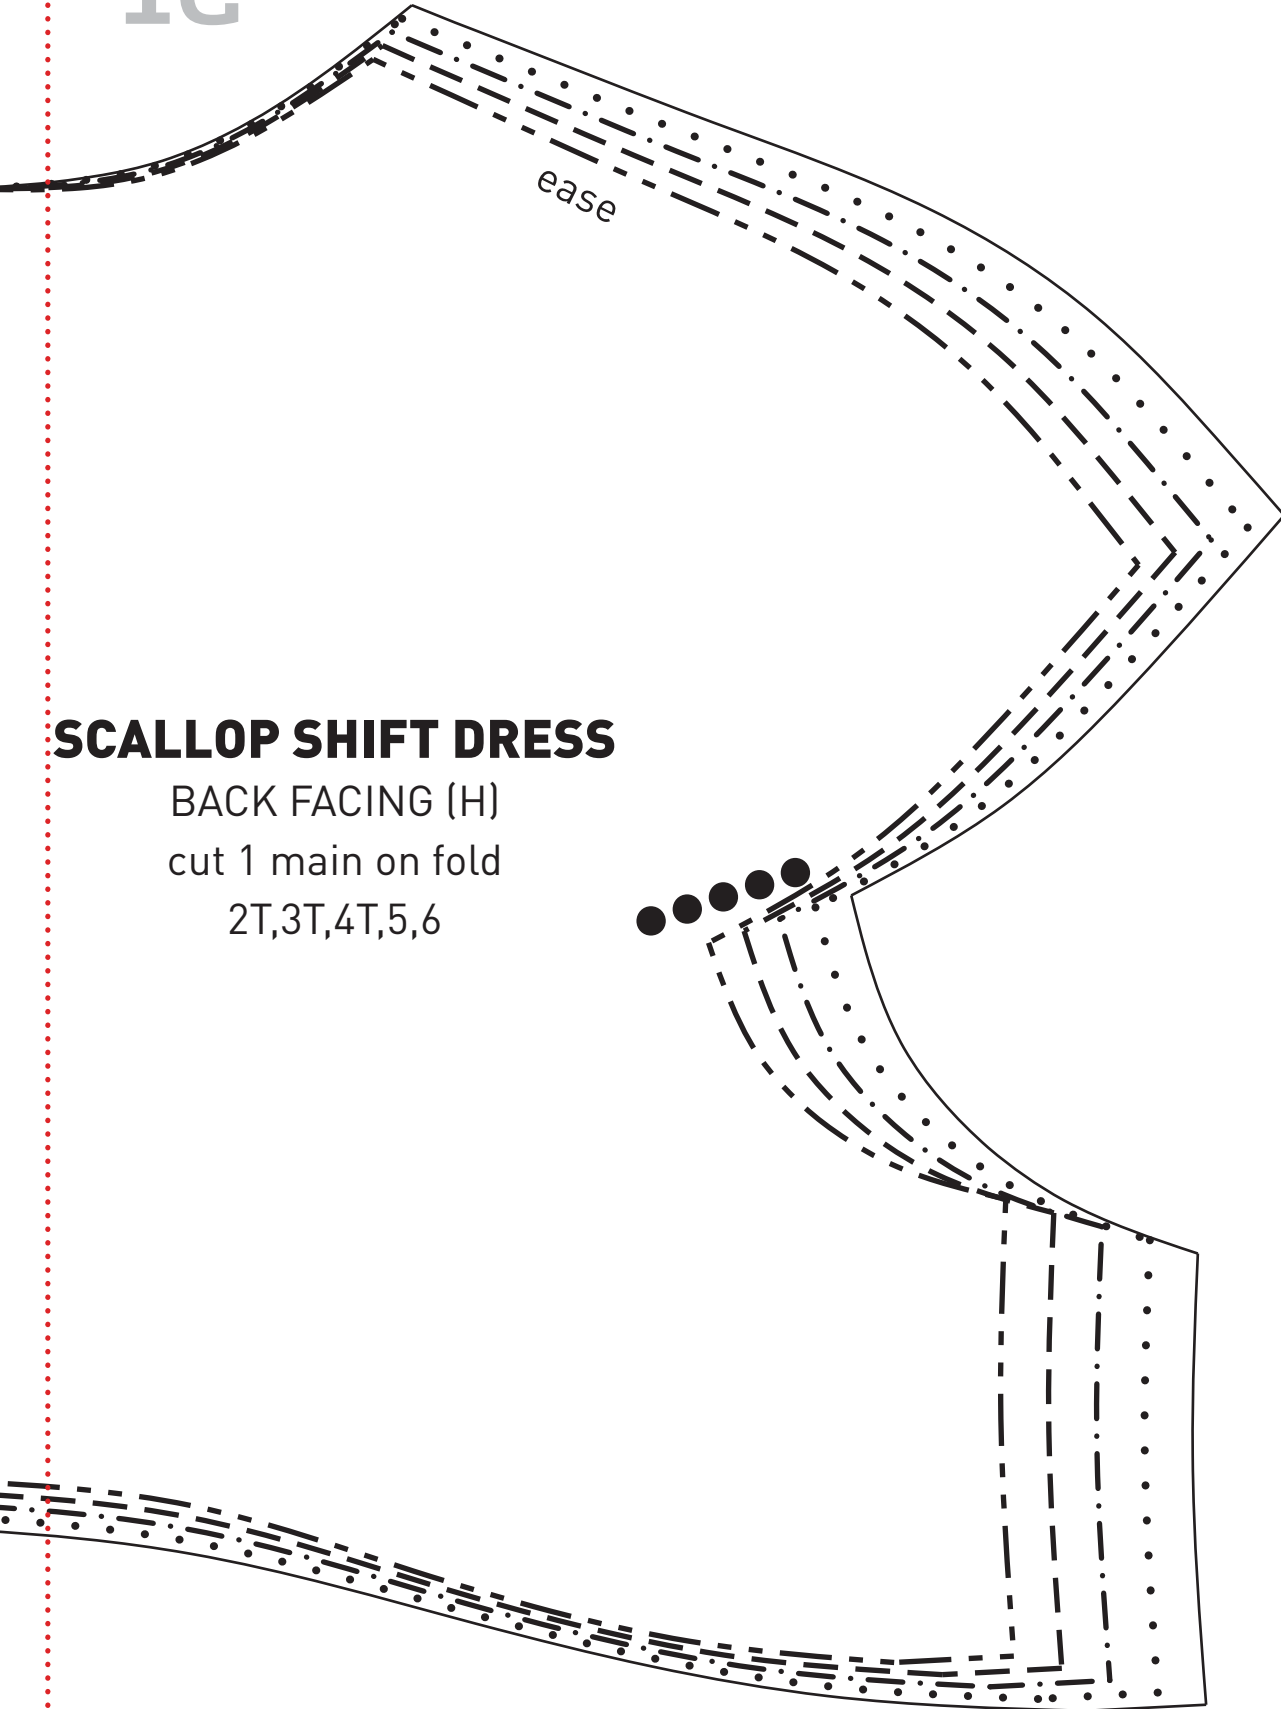 ease
SCALLOP SHIFT DRESS
BACK FACING (H)
cut 1 main on fold
2T,3T,4T,5,6